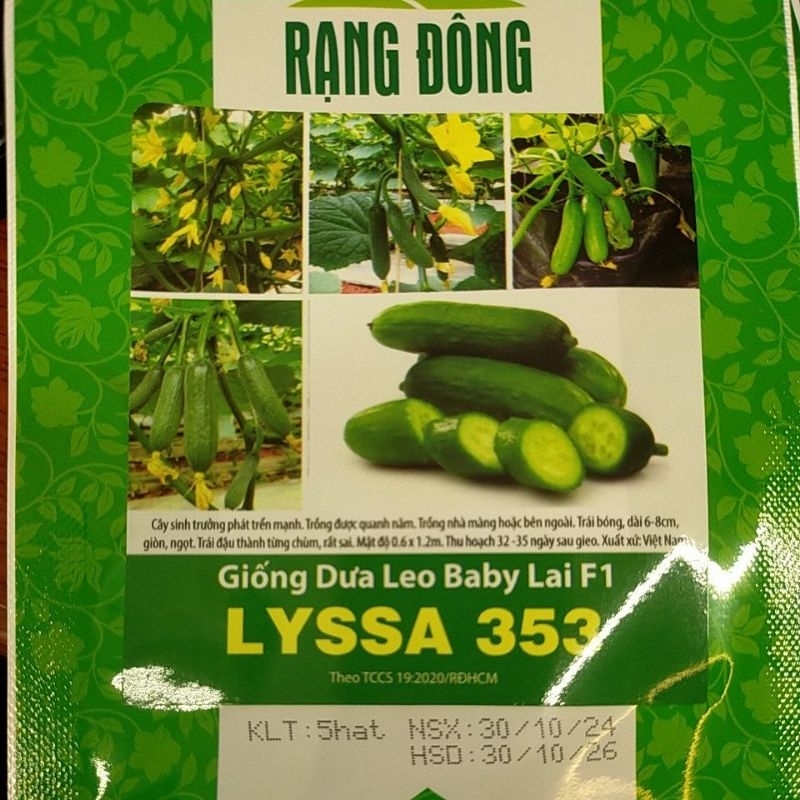 RẠNG ĐÔNG
Cây sinh trưởng phát trển mạnh. Trồng được quanh năm. Trồng nhà màng hoặc bên ngoài. Trái bóng, dài 6-8cm,
giòn, ngọt. Trái đậu thành từng chùm, rất sai. Mật độ 0.6 x 1.2m. Thu hoạch 32 -35 ngày sau gieo. Xuất xứ: Việt Nam
Giống Dưa Leo Baby Lai F1
LYSSA 353
Theo TCCS 19:2020/RĐHCM
KLT:5hat NSX:30/10/24
HSD:30/10/26